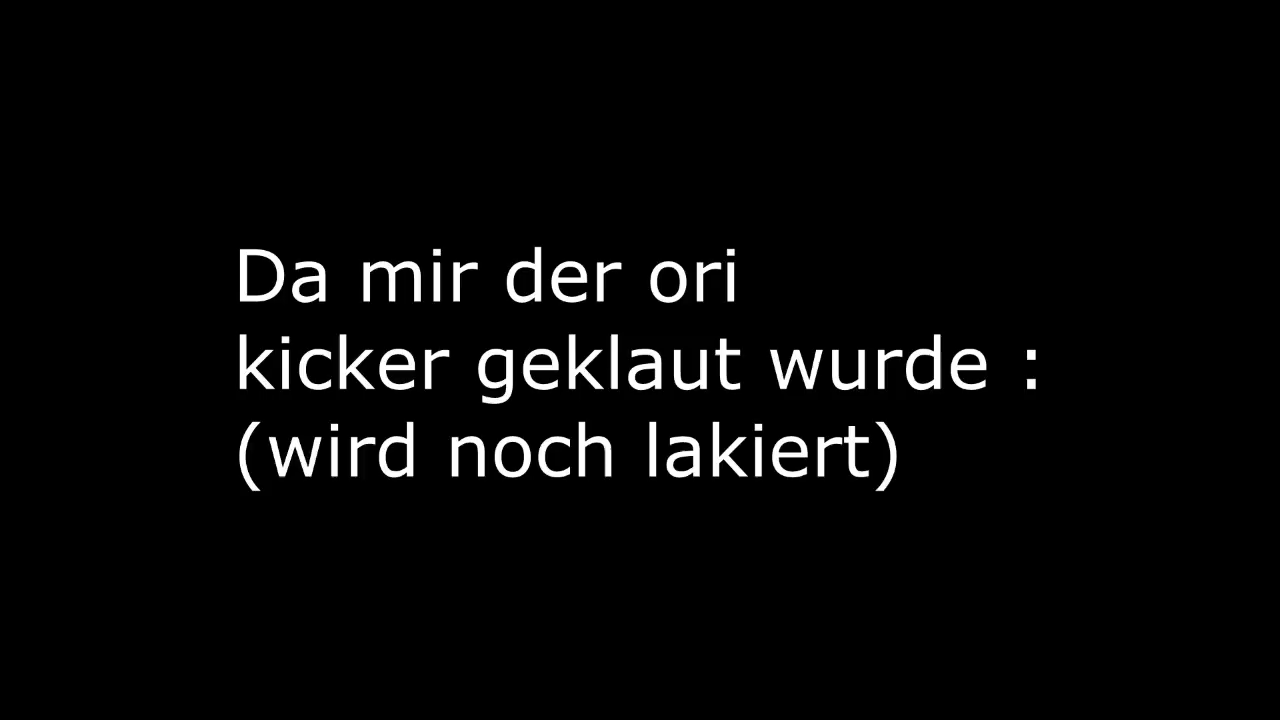 Da mir der ori
kicker geklaut wurde :
(wird noch lakiert)